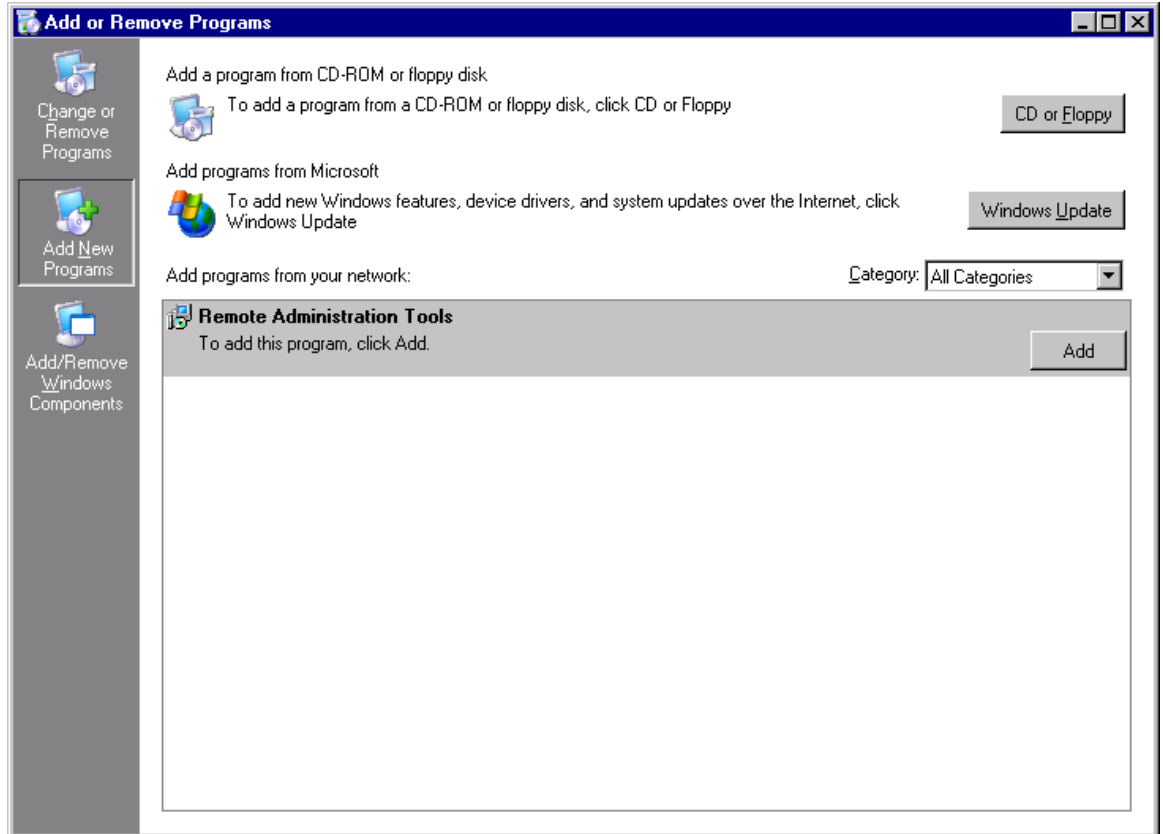 Add or Remove Programs
Change or
Remove
Programs
Add New
Programs
Add/Remove
Windows
Components
Add a program from CD-ROM or floppy disk
To add a program from a CD-ROM or floppy disk, click CD or Floppy
CD or Floppy
Add programs from Microsoft
To add new Windows features, device drivers, and system updates over the Internet, click
Windows Update
Windows Update
Add programs from your network:
Category: All Categories
Remote Administration Tools
To add this program, click Add.
Add